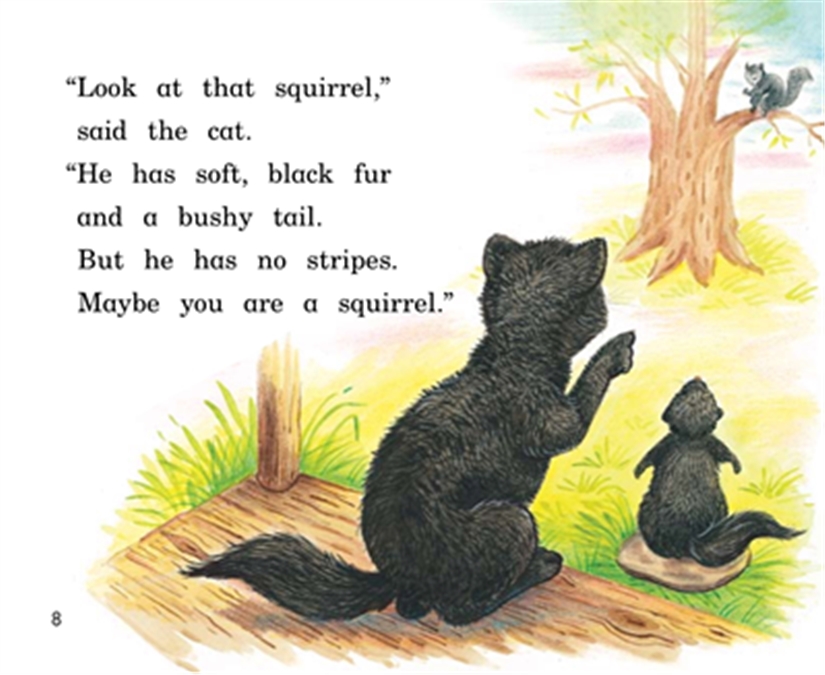 “Look at that squirrel,”
said the cat.
“He has soft, black fur
and a bushy tail.
But he has no stripes.
Maybe you are a squirrel.”
8